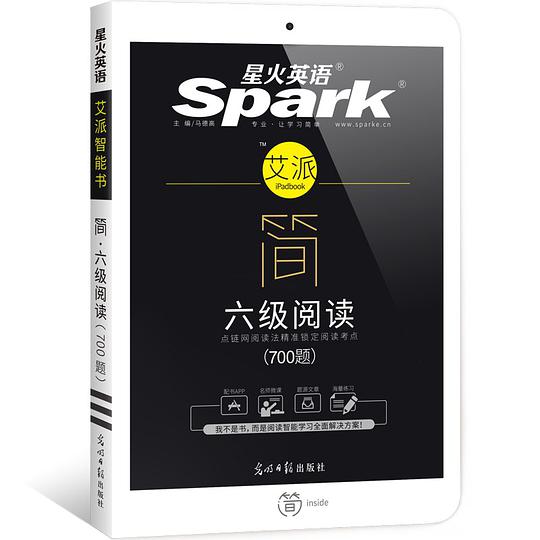 星火英语
艾派智能书
简·六级阅读(700题)
光明日报出版社
星火英语®
Spark®
主编/马德高
专业·让学习简单
www.sparke.cn
TM
艾派
iPadbook
简
六级阅读
点链网阅读法精准锁定阅读考点
(700题)
配书APP 名师微课 题源文章 海量练习
我不是书,而是阅读智能学习全面解决方案!
光明日报出版社
简 inside